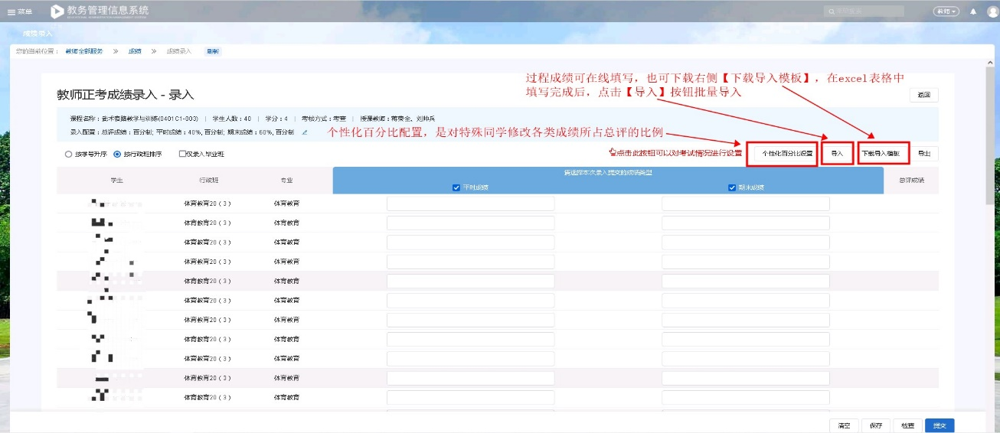 菜单
教务管理信息系统
教师
成绩录入
您的当前位置： 教师全部服务 成绩 成绩录入 刷新
过程成绩可在线填写，也可下载右侧【下载导入模板】，在excel表格中
填写完成后，点击【导入】按钮批量导入
教师正考成绩录入 - 录入
返回
课程名称：武术套路教学与训练(0401C1-003) | 学生人数：40 | 学分：4 | 考核方式：考查 | 授课教师：蒋荣全、刘帅兵
录入配置：总评成绩：百分制; 平时成绩：40%, 百分制; 期末成绩：60%, 百分制
个性化百分比配置，是对特殊同学修改各类成绩所占总评的比例
按学号升序 按行政班排序 仅录入毕业班
点击此按钮可以对考试情况进行设置 个性化百分比设置 导入 下载导入模板 导出
请选择本次录入提交的成绩类型
学生 行政班 专业 平时成绩 期末成绩 总评成绩
体育教育20（3） 体育教育
体育教育20（3） 体育教育
体育教育20（3） 体育教育
体育教育20（3） 体育教育
体育教育20（3） 体育教育
体育教育20（3） 体育教育
体育教育20（3） 体育教育
体育教育20（3） 体育教育
体育教育20（3） 体育教育
体育教育20（3） 体育教育
体育教育20（3） 体育教育
清空 保存 检查 提交